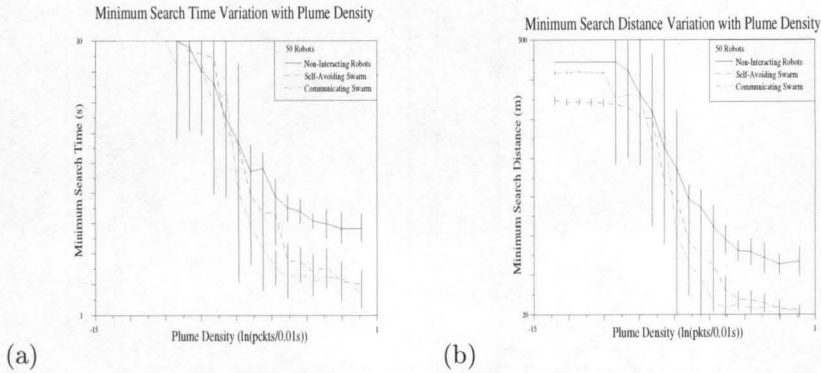 Minimum Search Time Variation with Plume Density
10
50 Robots
Non-Interacting Robots
Self-Avoiding Swarm
Communicating Swarm
Minimum Search Time (s)
1
-15
1
Plume Density (ln(pckts/0.01s))
(a)
Minimum Search Distance Variation with Plume Density
500
50 Robots
Non-Interacting Robots
Self-Avoiding Swarm
Communicating Swarm
Minimum Search Distance (m)
20
-15
1
Plume Density (ln(pckts/0.01s))
(b)